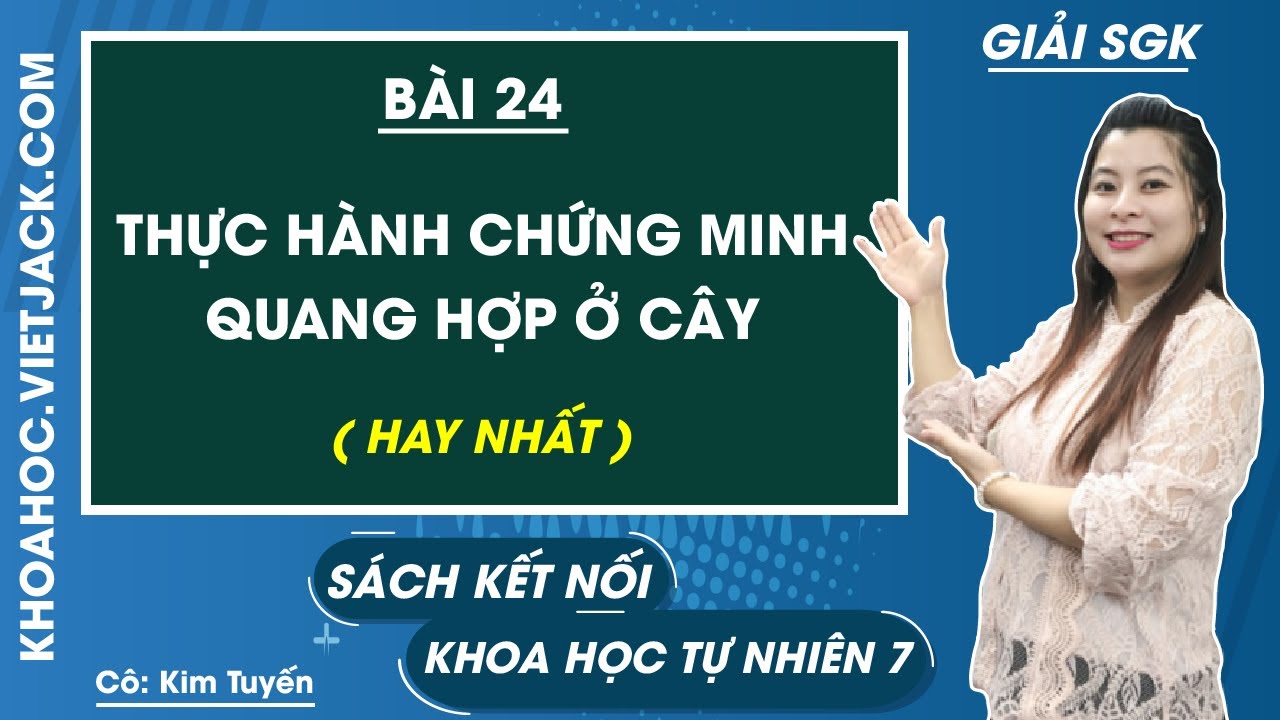 GIẢI SGK
BÀI 24
THỰC HÀNH CHỨNG MINH
QUANG HỢP Ở CÂY
( HAY NHẤT )
SÁCH KẾT NỐI
KHOA HỌC TỰ NHIÊN 7
Cô: Kim Tuyến
KHOAHOC.VIETJACK.COM